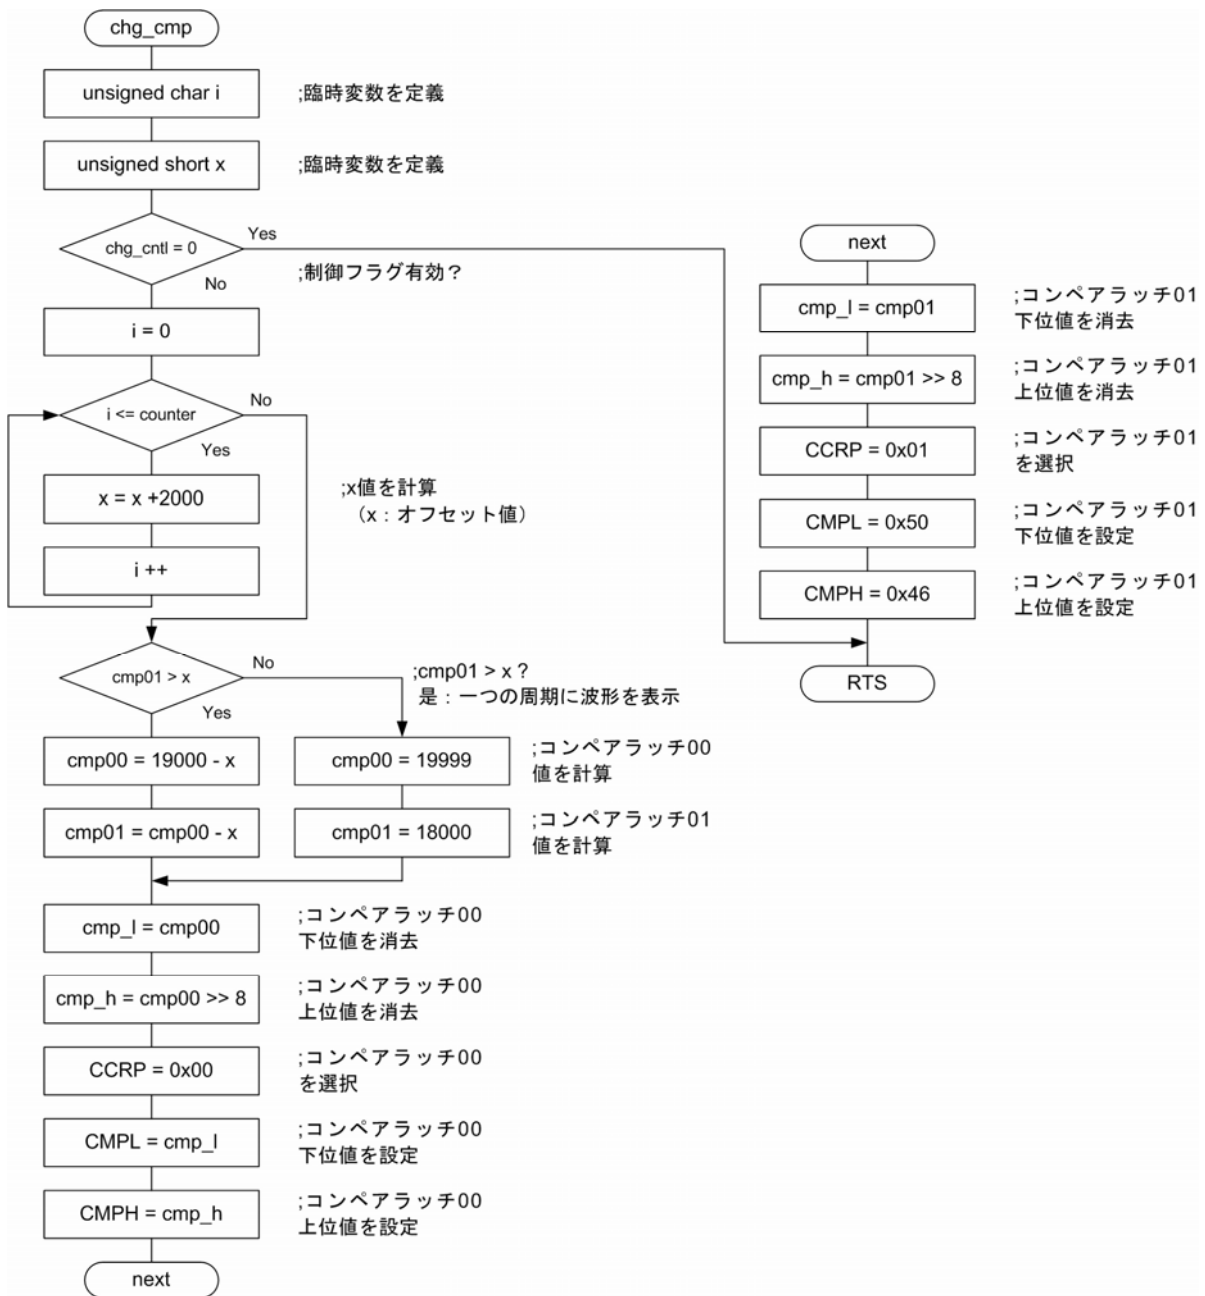 chg_cmp
unsigned char i
;臨時変数を定義
unsigned short x
;臨時変数を定義
chg_cntl = 0
Yes
;制御フラグ有効？
No
i = 0
i <= counter
No
Yes
x = x +2000
;x値を計算
（x：オフセット値）
i ++
cmp01 > x
No
;cmp01 > x ?
是：一つの周期に波形を表示
Yes
cmp00 = 19000 - x
cmp00 = 19999
;コンペアラッチ00
値を計算
cmp01 = cmp00 - x
cmp01 = 18000
;コンペアラッチ01
値を計算
cmp_l = cmp00
;コンペアラッチ00
下位値を消去
cmp_h = cmp00 >> 8
;コンペアラッチ00
上位値を消去
CCRP = 0x00
;コンペアラッチ00
を選択
CMPL = cmp_l
;コンペアラッチ00
下位値を設定
CMPH = cmp_h
;コンペアラッチ00
上位値を設定
next
next
cmp_l = cmp01
;コンペアラッチ01
下位値を消去
cmp_h = cmp01 >> 8
;コンペアラッチ01
上位値を消去
CCRP = 0x01
;コンペアラッチ01
を選択
CMPL = 0x50
;コンペアラッチ01
下位値を設定
CMPH = 0x46
;コンペアラッチ01
上位値を設定
RTS